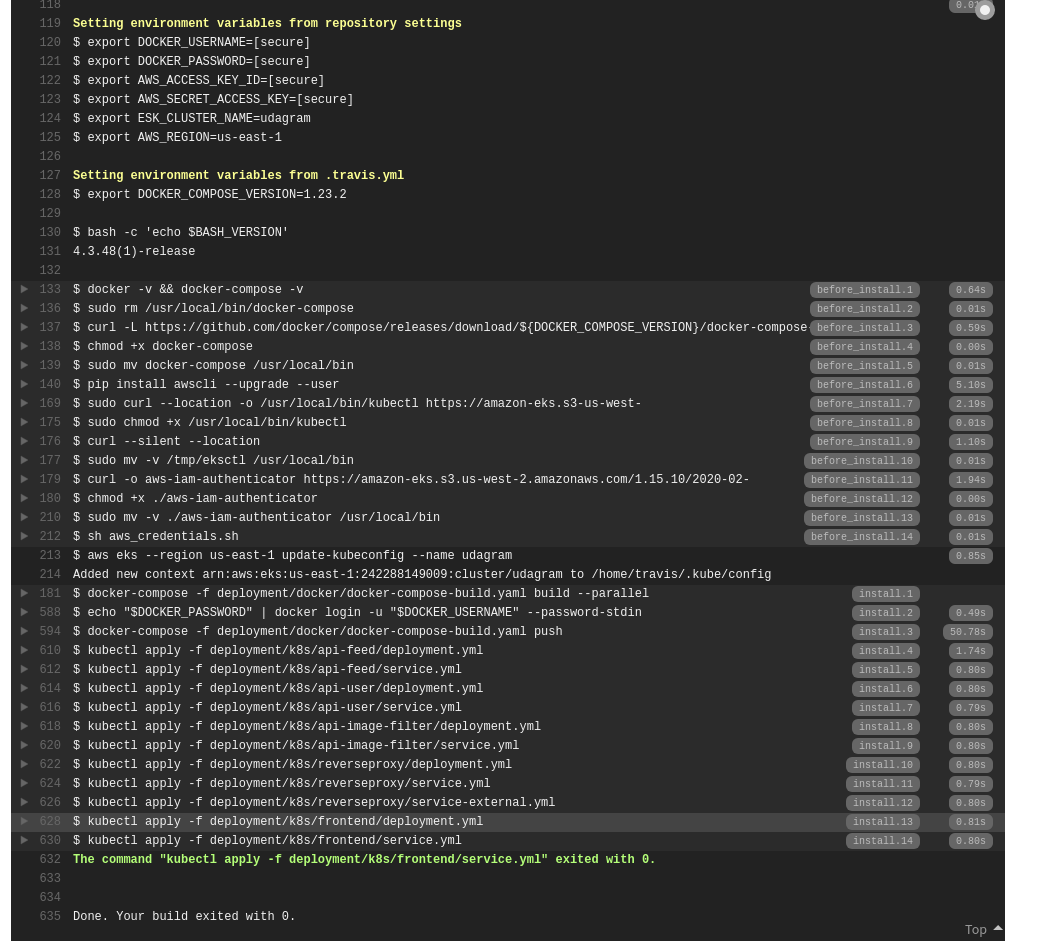 118 0.01
119 Setting environment variables from repository settings
120 $ export DOCKER_USERNAME=[secure]
121 $ export DOCKER_PASSWORD=[secure]
122 $ export AWS_ACCESS_KEY_ID=[secure]
123 $ export AWS_SECRET_ACCESS_KEY=[secure]
124 $ export ESK_CLUSTER_NAME=udagram
125 $ export AWS_REGION=us-east-1
126
127 Setting environment variables from .travis.yml
128 $ export DOCKER_COMPOSE_VERSION=1.23.2
129
130 $ bash -c 'echo $BASH_VERSION'
131 4.3.48(1)-release
132
133 $ docker -v && docker-compose -v before_install.1 0.64s
136 $ sudo rm /usr/local/bin/docker-compose before_install.2 0.01s
137 $ curl -L https://github.com/docker/compose/releases/download/${DOCKER_COMPOSE_VERSION}/docker-compose- before_install.3 0.59s
138 $ chmod +x docker-compose before_install.4 0.00s
139 $ sudo mv docker-compose /usr/local/bin before_install.5 0.01s
140 $ pip install awscli --upgrade --user before_install.6 5.10s
169 $ sudo curl --location -o /usr/local/bin/kubectl https://amazon-eks.s3-us-west- before_install.7 2.19s
175 $ sudo chmod +x /usr/local/bin/kubectl before_install.8 0.01s
176 $ curl --silent --location before_install.9 1.10s
177 $ sudo mv -v /tmp/eksctl /usr/local/bin before_install.10 0.01s
179 $ curl -o aws-iam-authenticator https://amazon-eks.s3.us-west-2.amazonaws.com/1.15.10/2020-02- before_install.11 1.94s
180 $ chmod +x ./aws-iam-authenticator before_install.12 0.00s
210 $ sudo mv -v ./aws-iam-authenticator /usr/local/bin before_install.13 0.01s
212 $ sh aws_credentials.sh before_install.14 0.01s
213 $ aws eks --region us-east-1 update-kubeconfig --name udagram 0.85s
214 Added new context arn:aws:eks:us-east-1:242288149009:cluster/udagram to /home/travis/.kube/config
181 $ docker-compose -f deployment/docker/docker-compose-build.yaml build --parallel install.1
588 $ echo "$DOCKER_PASSWORD" | docker login -u "$DOCKER_USERNAME" --password-stdin install.2 0.49s
594 $ docker-compose -f deployment/docker/docker-compose-build.yaml push install.3 50.78s
610 $ kubectl apply -f deployment/k8s/api-feed/deployment.yml install.4 1.74s
612 $ kubectl apply -f deployment/k8s/api-feed/service.yml install.5 0.80s
614 $ kubectl apply -f deployment/k8s/api-user/deployment.yml install.6 0.80s
616 $ kubectl apply -f deployment/k8s/api-user/service.yml install.7 0.79s
618 $ kubectl apply -f deployment/k8s/api-image-filter/deployment.yml install.8 0.80s
620 $ kubectl apply -f deployment/k8s/api-image-filter/service.yml install.9 0.80s
622 $ kubectl apply -f deployment/k8s/reverseproxy/deployment.yml install.10 0.80s
624 $ kubectl apply -f deployment/k8s/reverseproxy/service.yml install.11 0.79s
626 $ kubectl apply -f deployment/k8s/reverseproxy/service-external.yml install.12 0.80s
628 $ kubectl apply -f deployment/k8s/frontend/deployment.yml install.13 0.81s
630 $ kubectl apply -f deployment/k8s/frontend/service.yml install.14 0.80s
632 The command "kubectl apply -f deployment/k8s/frontend/service.yml" exited with 0.
633
634
635 Done. Your build exited with 0.
Top